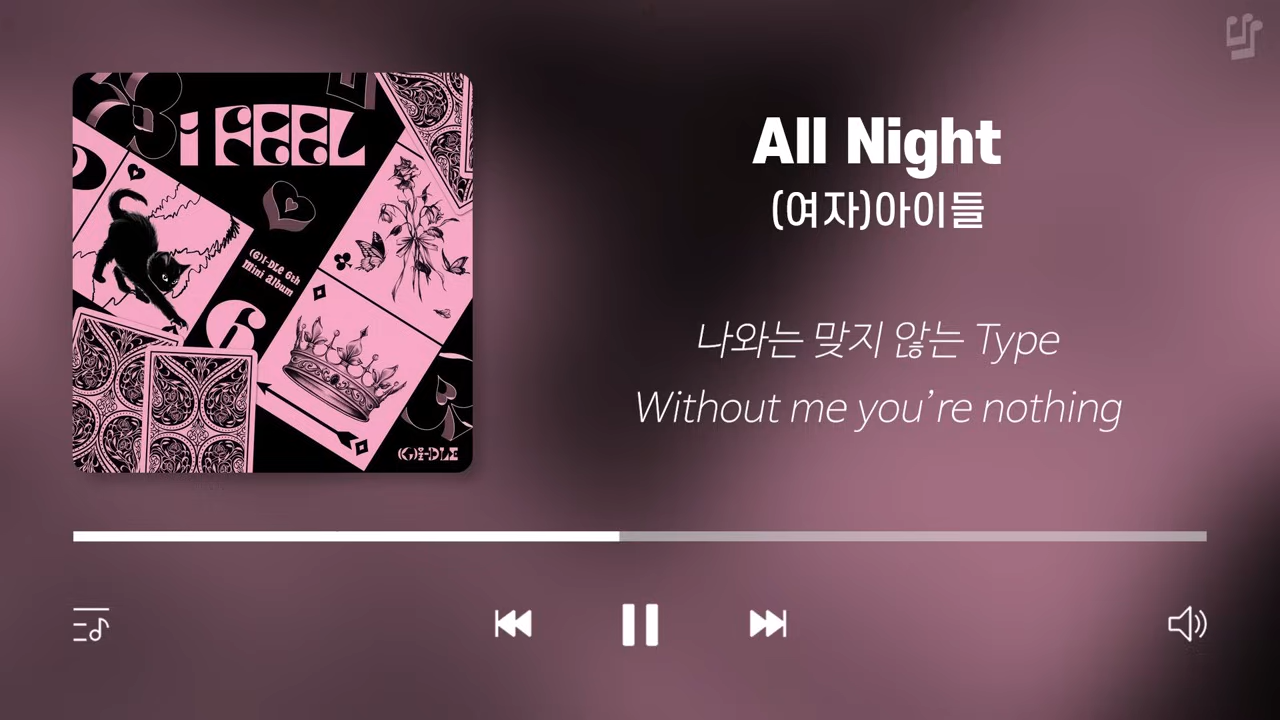 i FEEL
(G)I-DLE 6th
Mini Album
6
(G)I-DLE
All Night
(여자)아이들
나와는 맞지 않는 Type
Without me you're nothing